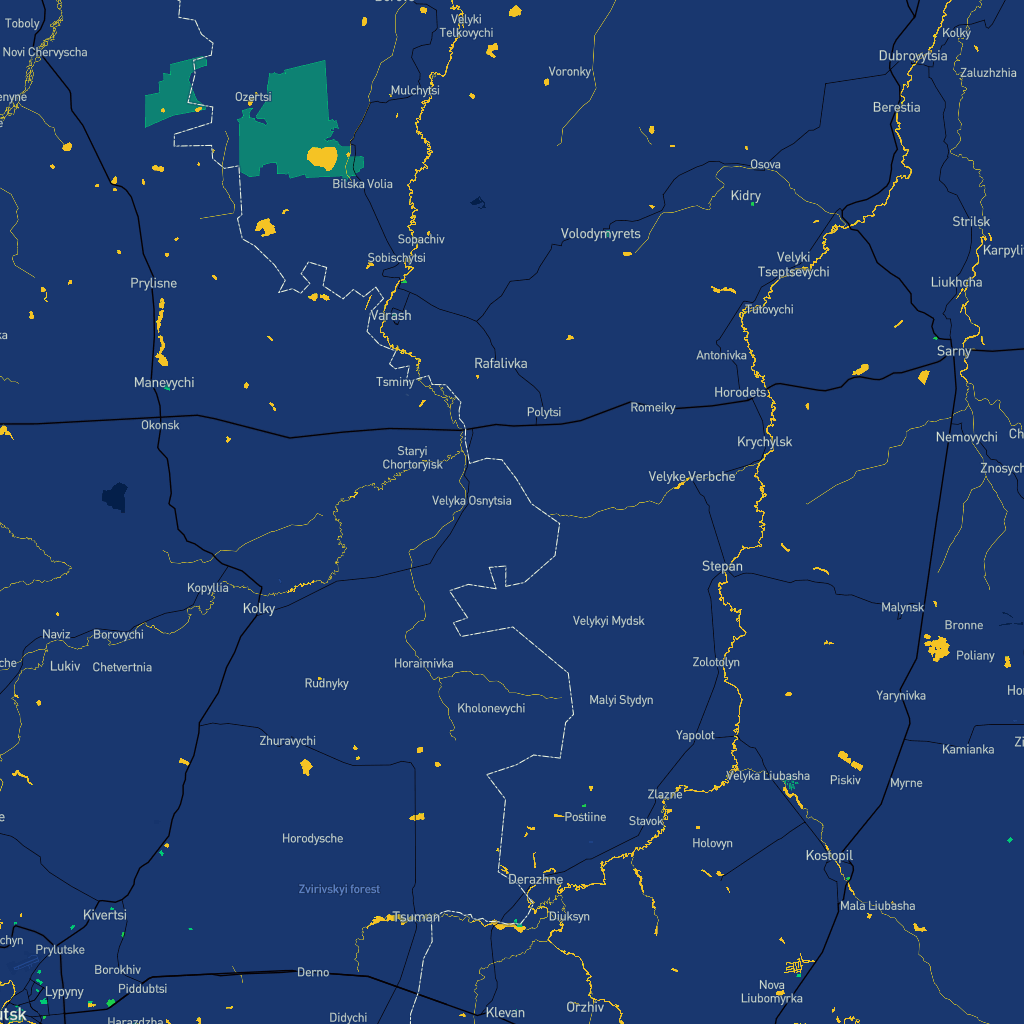 Velyki
Telkovychi
Toboly
Kolky
Novi Chervyscha
Dubrovytsia
Voronky
Zaluzhzhia
Mulchytsi
Ozertsi
Berestia
Osova
Bilska Volia
Kidry
Strilsk
Volodymyrets
Sopachiv
Sobischytsi
Velyki
Tseptsevychi
Prylisne
Liukhcha
Tutovychi
Varash
Antonivka
Sarny
Rafalivka
Manevychi
Tsminy
Horodets
Polytsi
Romeiky
Okonsk
Krychylsk
Nemovychi
Staryi
Chortoryisk
Velyke Verbche
Velyka Osnytsia
Stepan
Kopyllia
Kolky
Malynsk
Velykyi Mydsk
Bronne
Naviz
Borovychi
Poliany
Lukiv
Chetvertnia
Horaimivka
Zolotolyn
Rudnyky
Yarynivka
Malyi Stydyn
Kholonevychi
Yapolot
Zhuravychi
Kamianka
Velyka Liubasha
Piskiv
Myrne
Zlazne
Postiine
Stavok
Horodysche
Holovyn
Kostopil
Derazhne
Zvirivskyi forest
Mala Liubasha
Kivertsi
Tsuman
Diuksyn
Prylutske
Borokhiv
Derno
Piddubtsi
Lypyny
Nova
Liubomyrka
Orzhiv
Klevan
Didychi